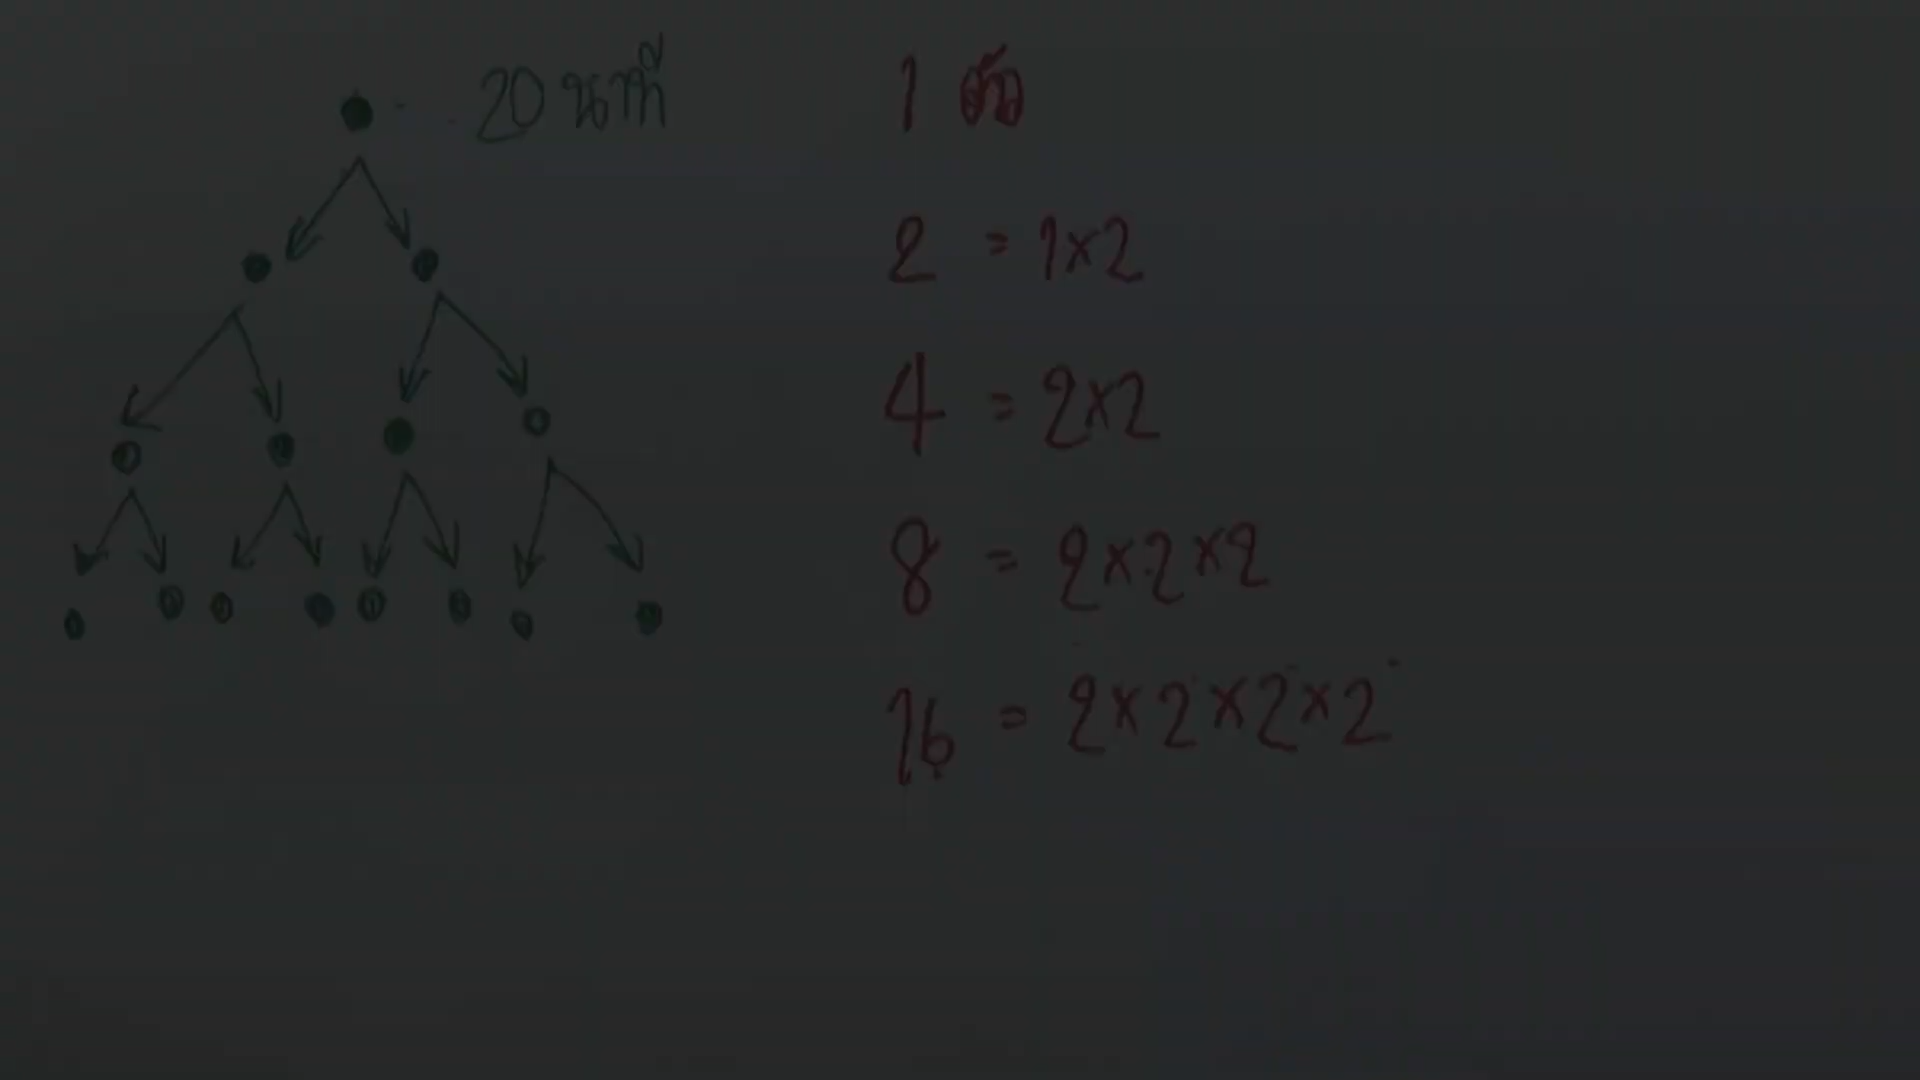 20 นาที 1 ตัว
2 = 1×2
4 = 2×2
8 = 2×2×2
16 = 2×2×2×2